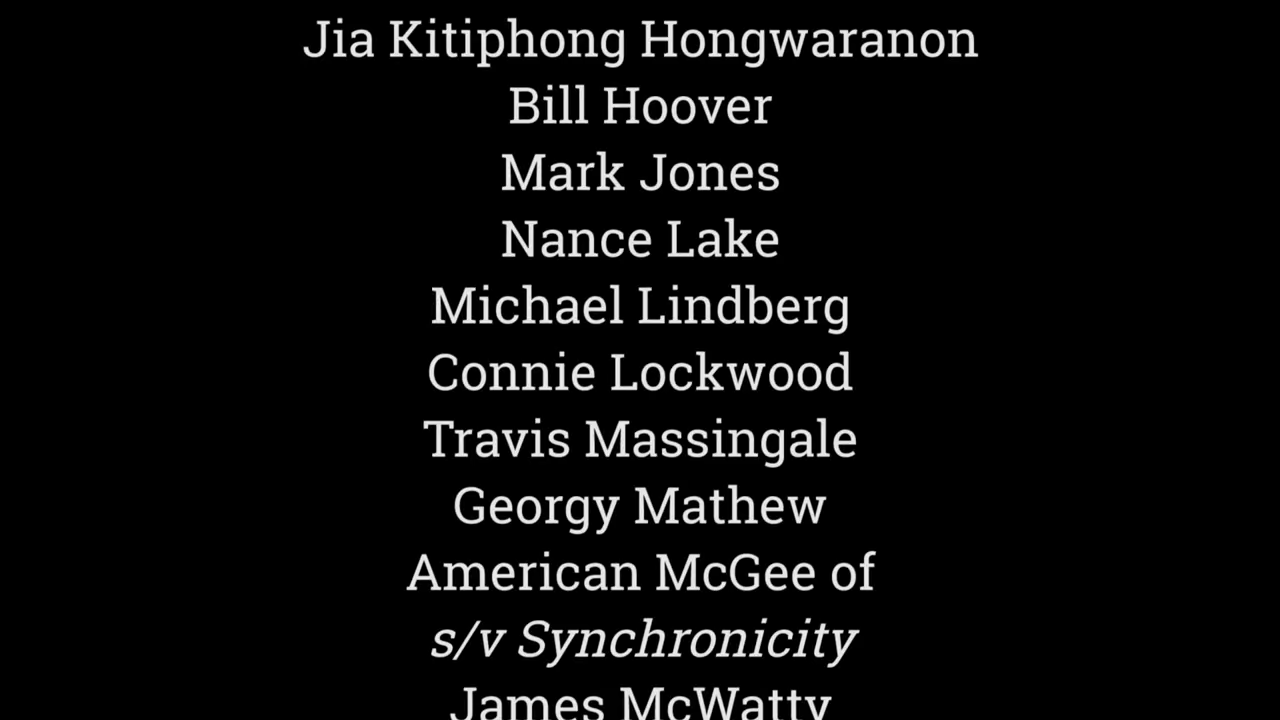 Jia Kitiphong Hongwaranon
Bill Hoover
Mark Jones
Nance Lake
Michael Lindberg
Connie Lockwood
Travis Massingale
Georgy Mathew
American McGee of
s/v Synchronicity
James McWatty